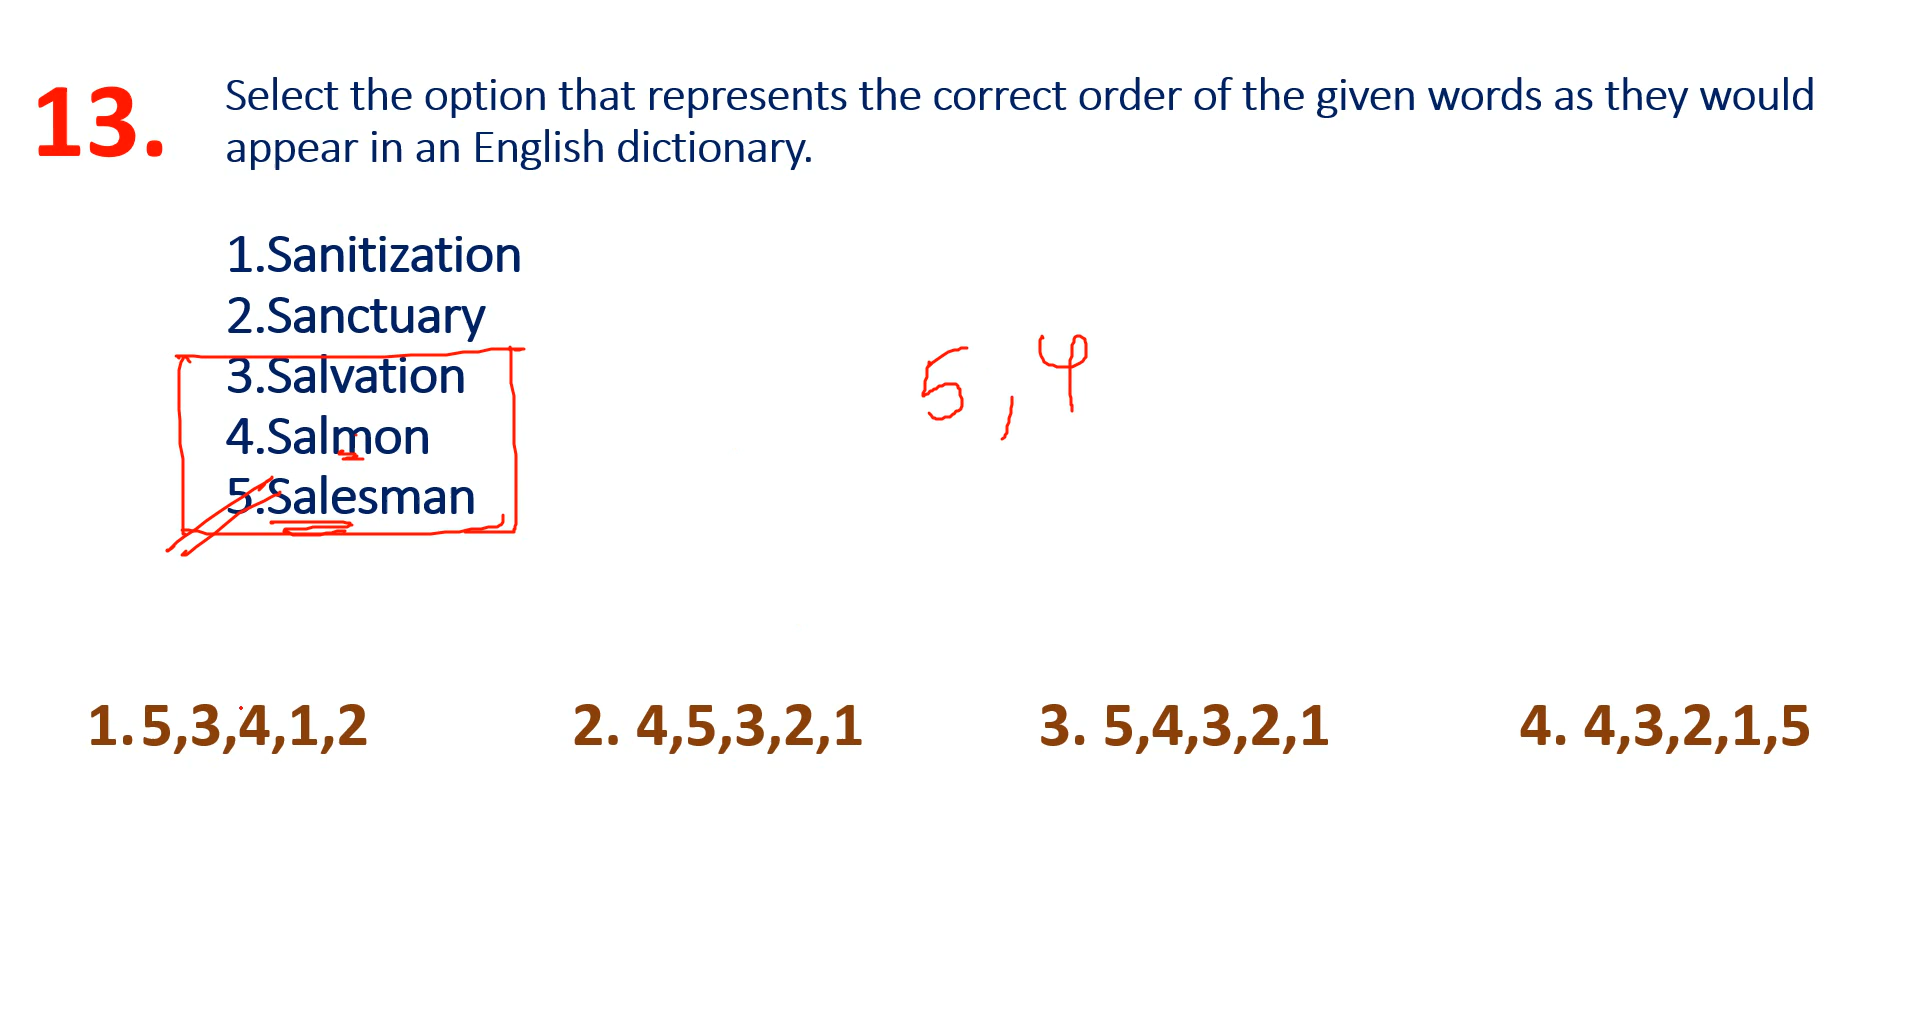 13.
Select the option that represents the correct order of the given words as they would
appear in an English dictionary.
1.Sanitization
2.Sanctuary
3.Salvation
4.Salmon
5.Salesman
5,4
1.5,3,4,1,2
2. 4,5,3,2,1
3. 5,4,3,2,1
4. 4,3,2,1,5